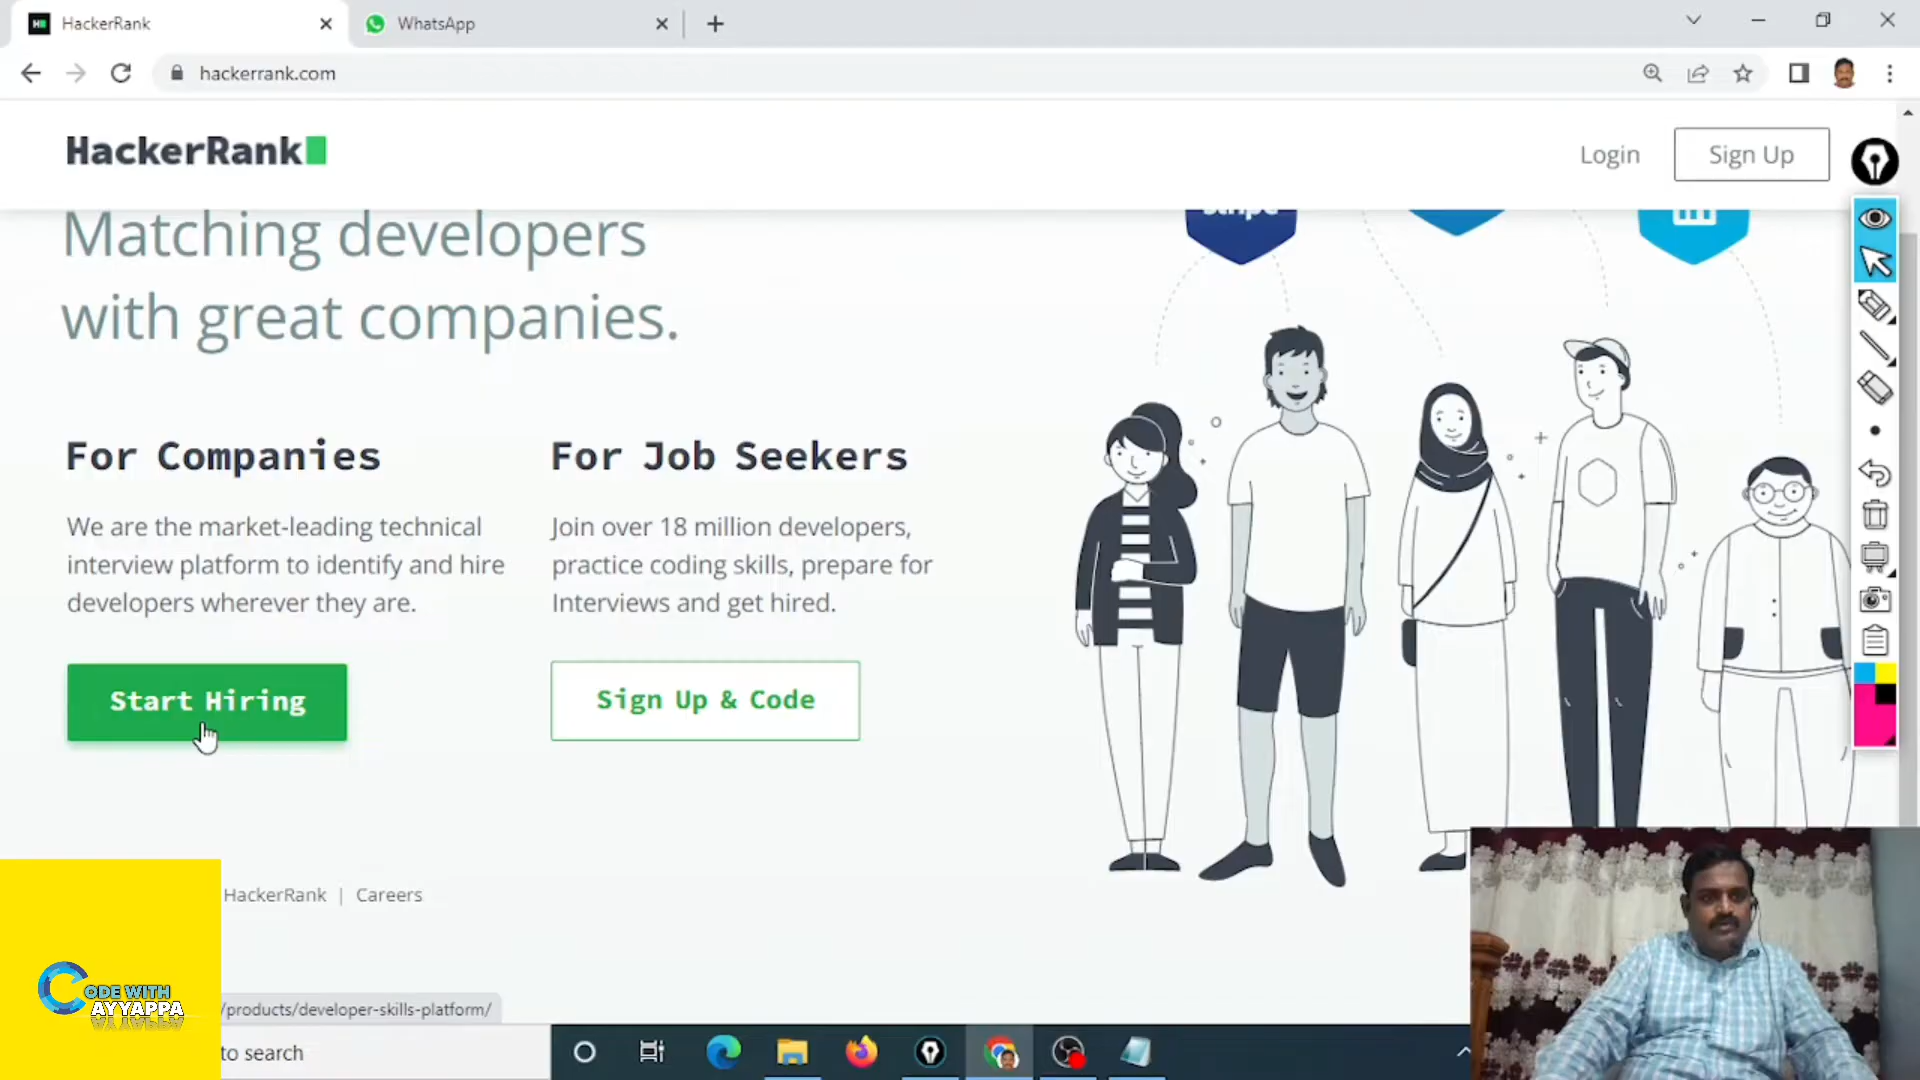 HackerRank
WhatsApp
hackerrank.com
HackerRank
Login
Sign Up
Stripe
Matching developers
with great companies.
For Companies
We are the market-leading technical
interview platform to identify and hire
developers wherever they are.
Start Hiring
For Job Seekers
Join over 18 million developers,
practice coding skills, prepare for
Interviews and get hired.
Sign Up & Code
HackerRank | Careers
CODE WITH
AYYAPPA
/products/developer-skills-platform/
to search